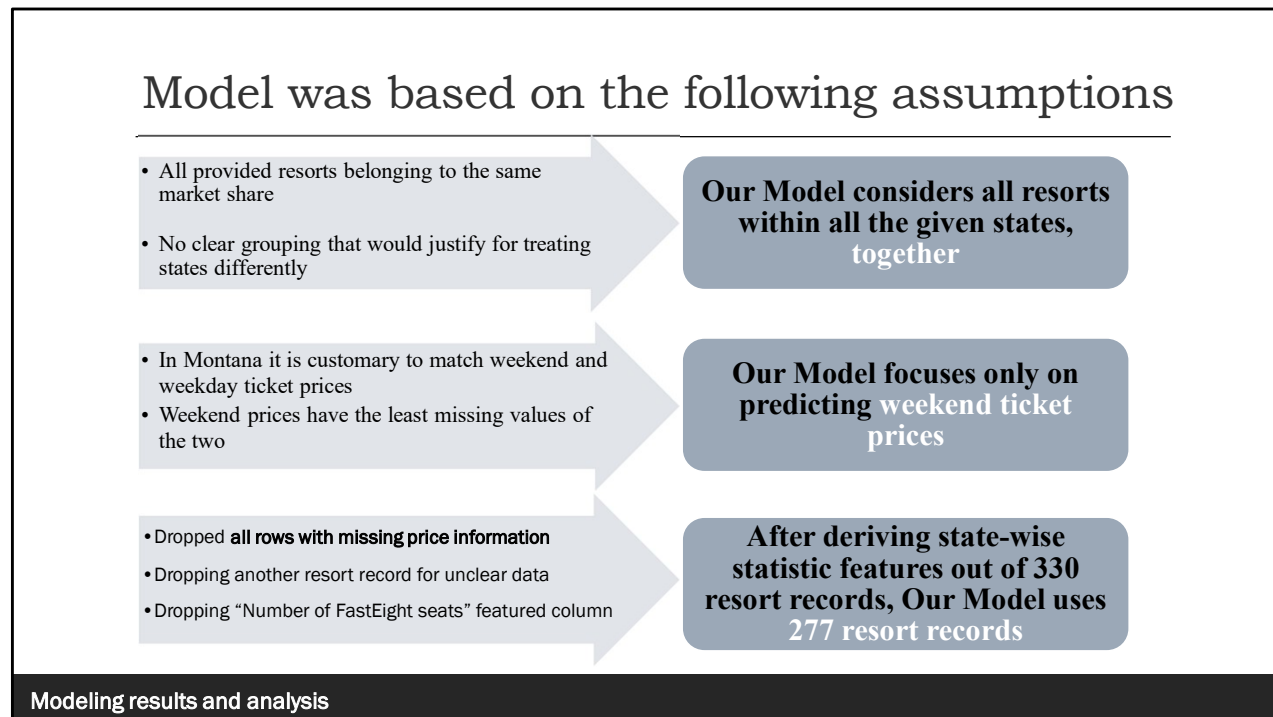 Model was based on the following assumptions
• All provided resorts belonging to the same
market share
• No clear grouping that would justify for treating
states differently
Our Model considers all resorts
within all the given states,
together
• In Montana it is customary to match weekend and
weekday ticket prices
• Weekend prices have the least missing values of
the two
Our Model focuses only on
predicting weekend ticket
prices
•Dropped all rows with missing price information
•Dropping another resort record for unclear data
•Dropping “Number of FastEight seats” featured column
After deriving state-wise
statistic features out of 330
resort records, Our Model uses
277 resort records
Modeling results and analysis